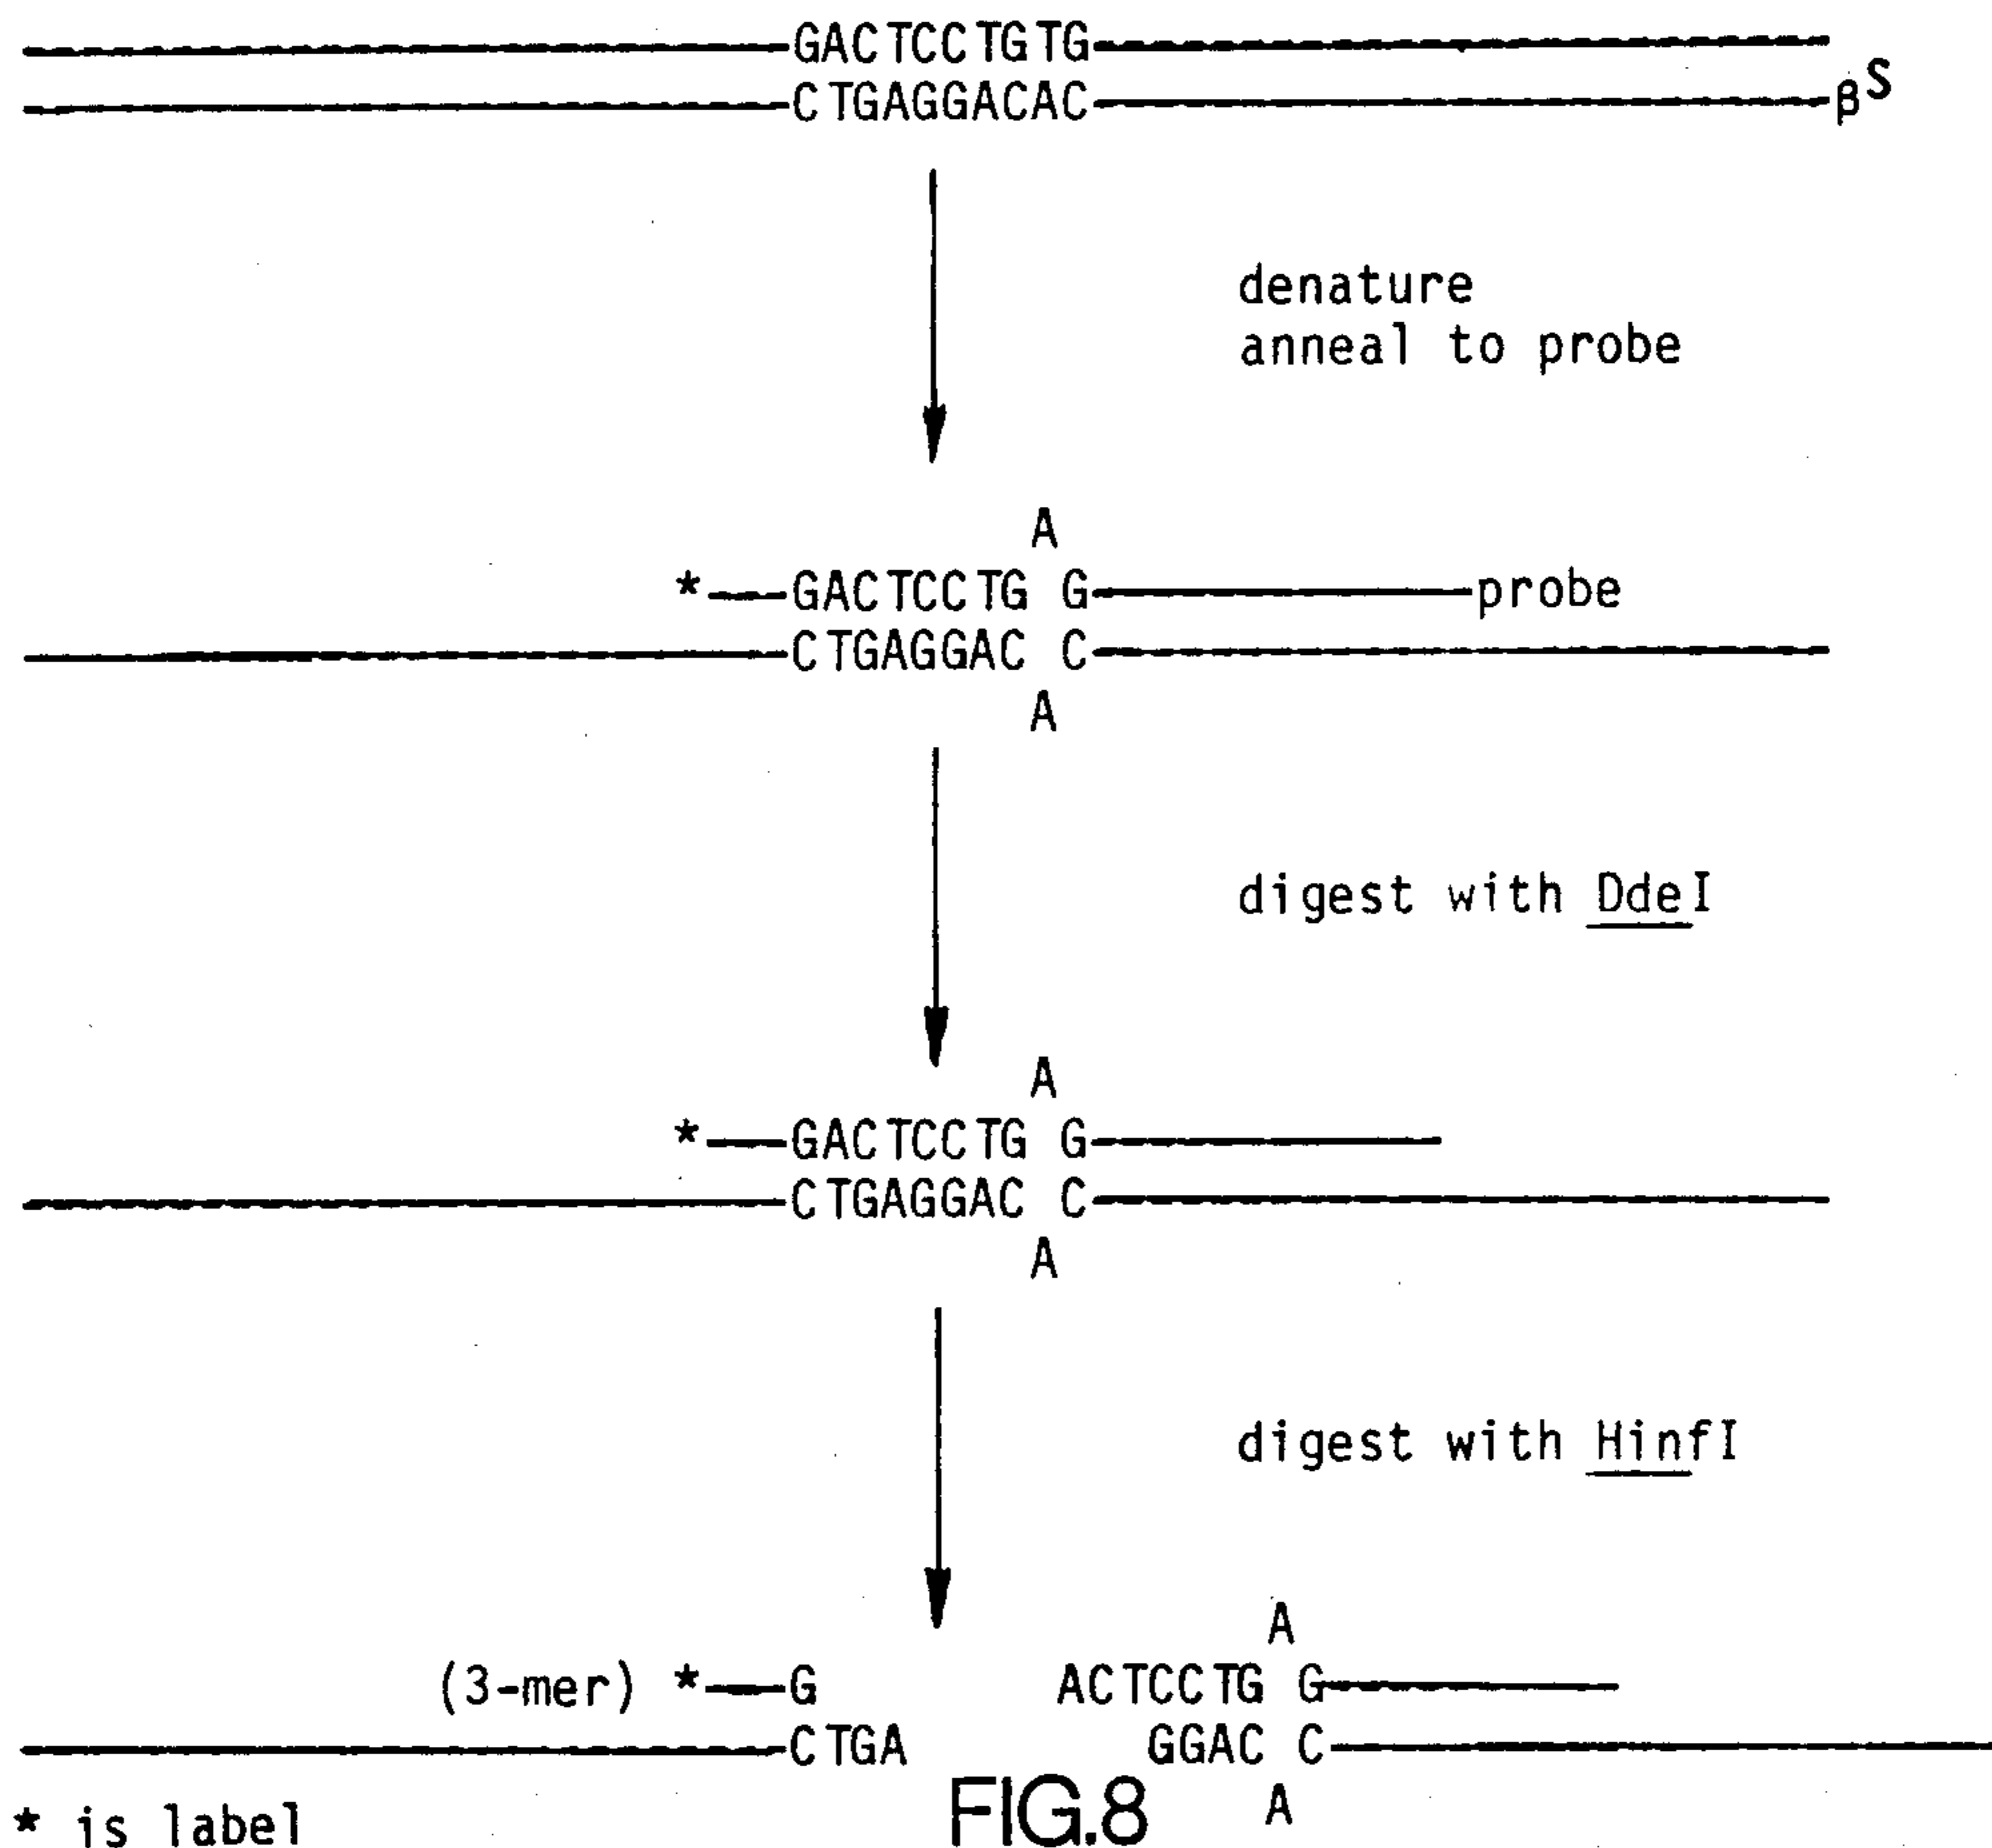 GACTCCTGTG
CTGAGGACAC βS
denature
anneal to probe
A
* GACTCCTG G probe
CTGAGGAC C
A
digest with DdeI
A
* GACTCCTG G
CTGAGGAC C
A
digest with HinfI
A
(3-mer) * G ACTCCTG G
CTGA GGAC C
A
* is label
FIG.8